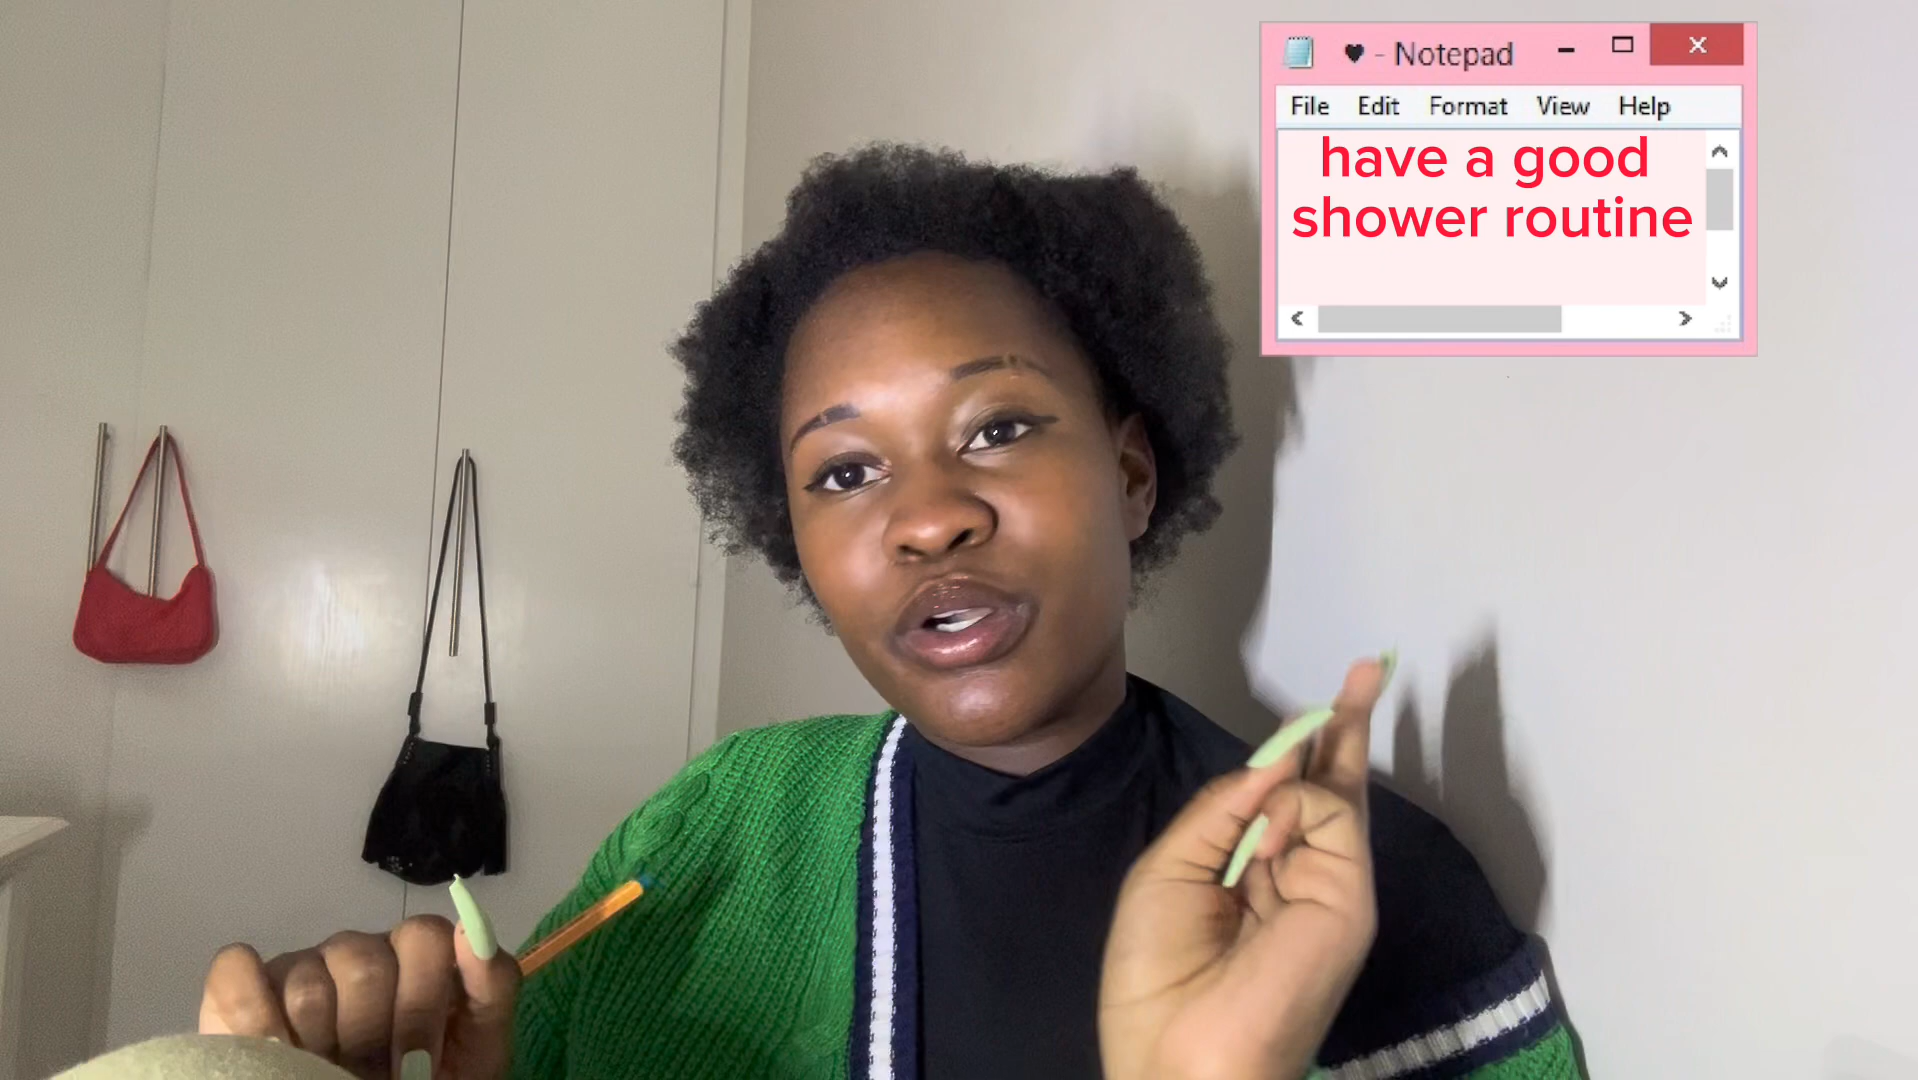 ♥ - Notepad
File Edit Format View Help
have a good
shower routine